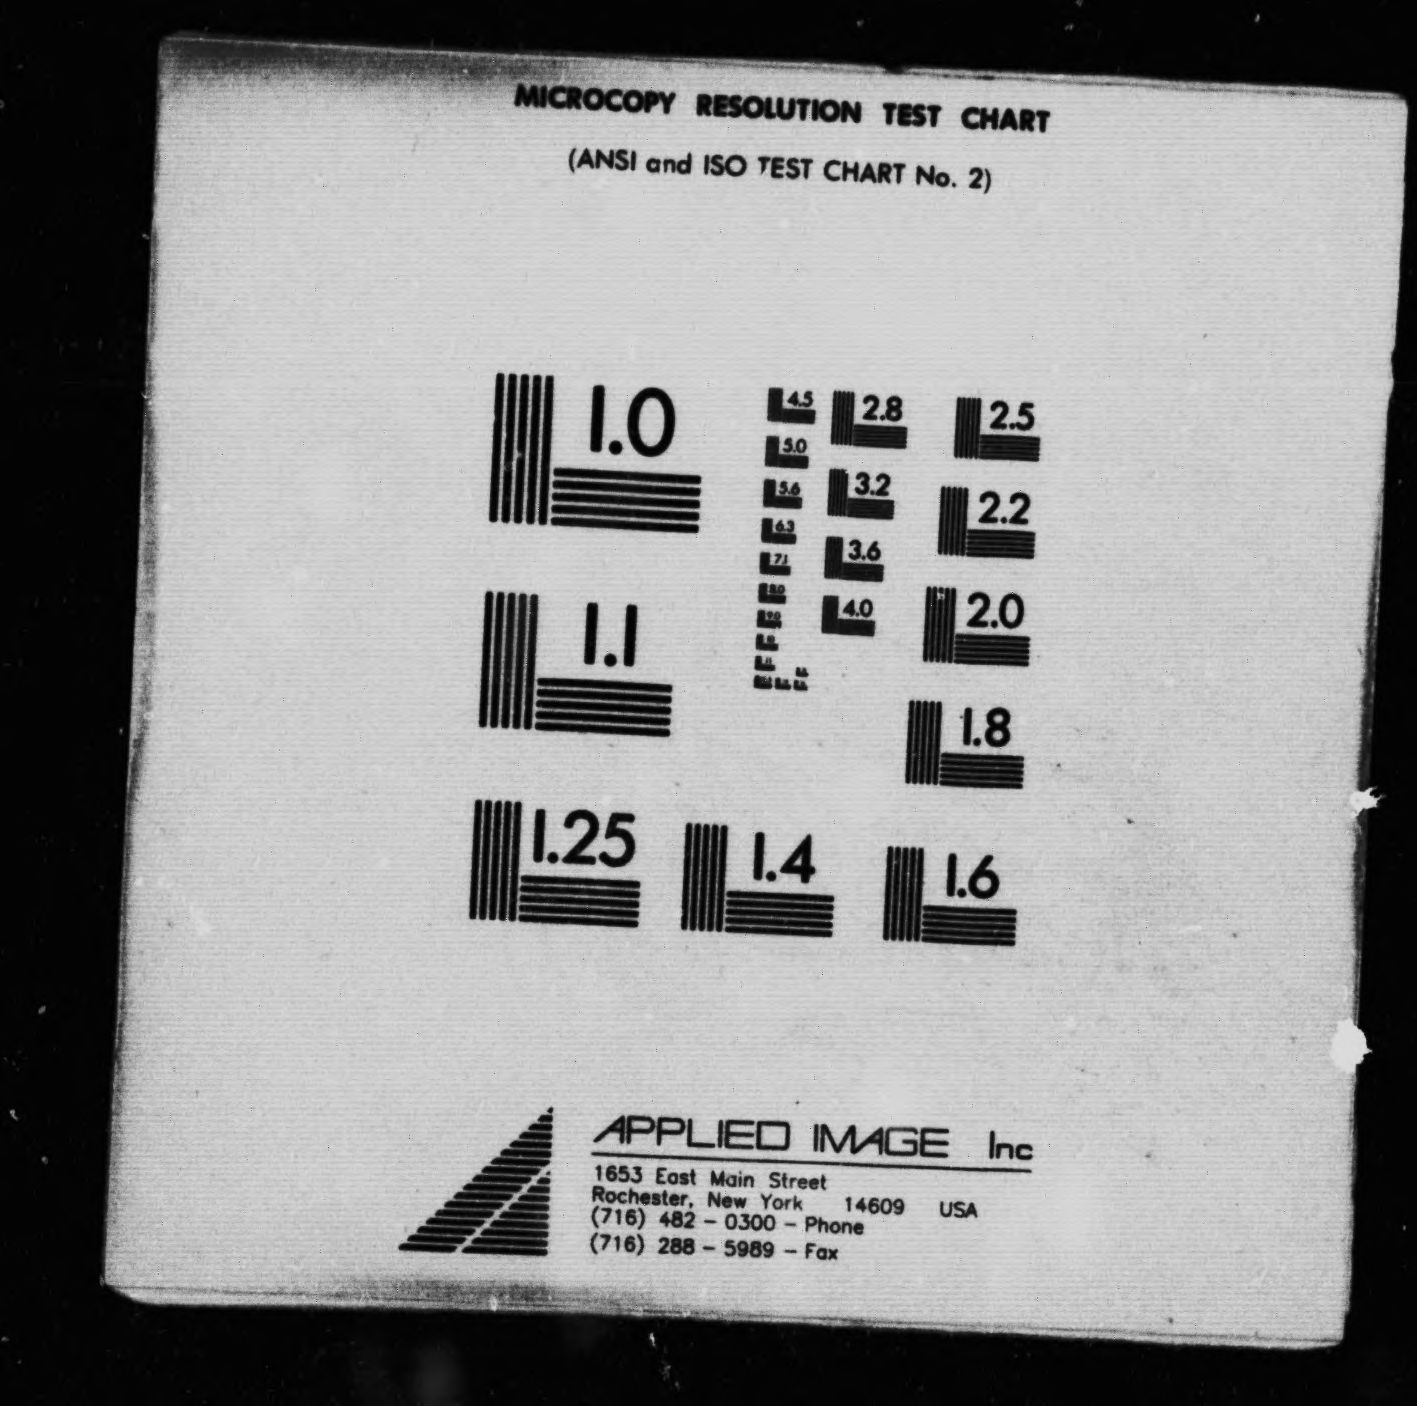 MICROCOPY RESOLUTION TEST CHART
(ANSI and ISO TEST CHART No. 2)
1.0
1.1
1.25
1.4
1.6
1.8
2.0
2.2
2.5
2.8
3.2
3.6
4.0
4.5
5.0
5.6
6.3
7.1
8.0
9.0
APPLIED IMAGE Inc
1653 East Main Street
Rochester, New York 14609 USA
(716) 482 - 0300 - Phone
(716) 288 - 5989 - Fax